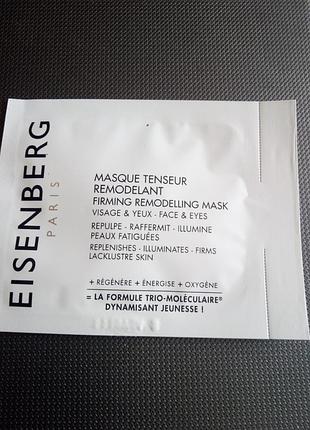 EISENBERG
PARIS
MASQUE TENSEUR
REMODELANT
FIRMING REMODELLING MASK
VISAGE & YEUX - FACE & EYES
REPULPE - RAFFERMIT - ILLUMINE
PEAUX FATIGUÉES
REPLENISHES - ILLUMINATES - FIRMS
LACKLUSTRE SKIN
+ RÉGÉNÈRE + ÉNERGISE + OXYGÈNE
= LA FORMULE TRIO-MOLÉCULAIRE®
DYNAMISANT JEUNESSE !